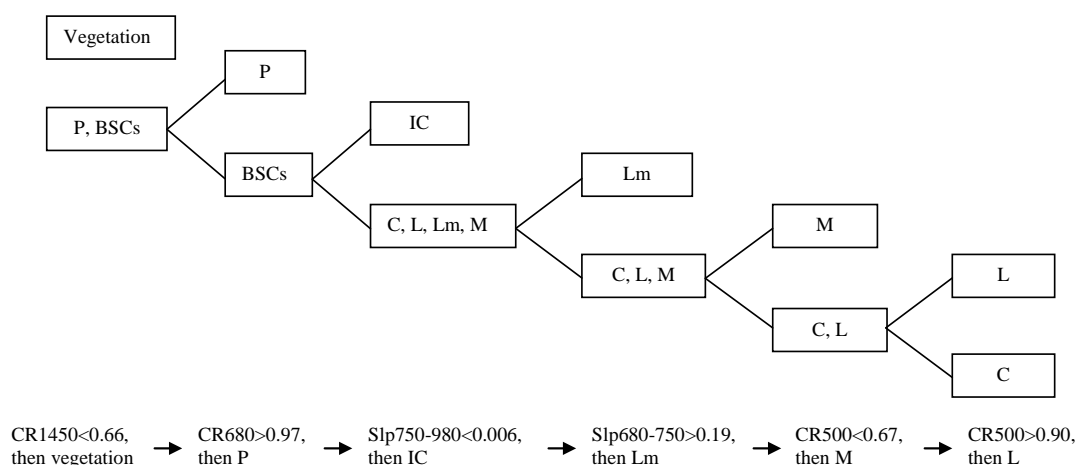 Vegetation
P
P, BSCs
IC
BSCs
Lm
C, L, Lm, M
M
C, L, M
L
C, L
C
CR1450<0.66,
then vegetation
CR680>0.97,
then P
Slp750-980<0.006,
then IC
Slp680-750>0.19,
then Lm
CR500<0.67,
then M
CR500>0.90,
then L